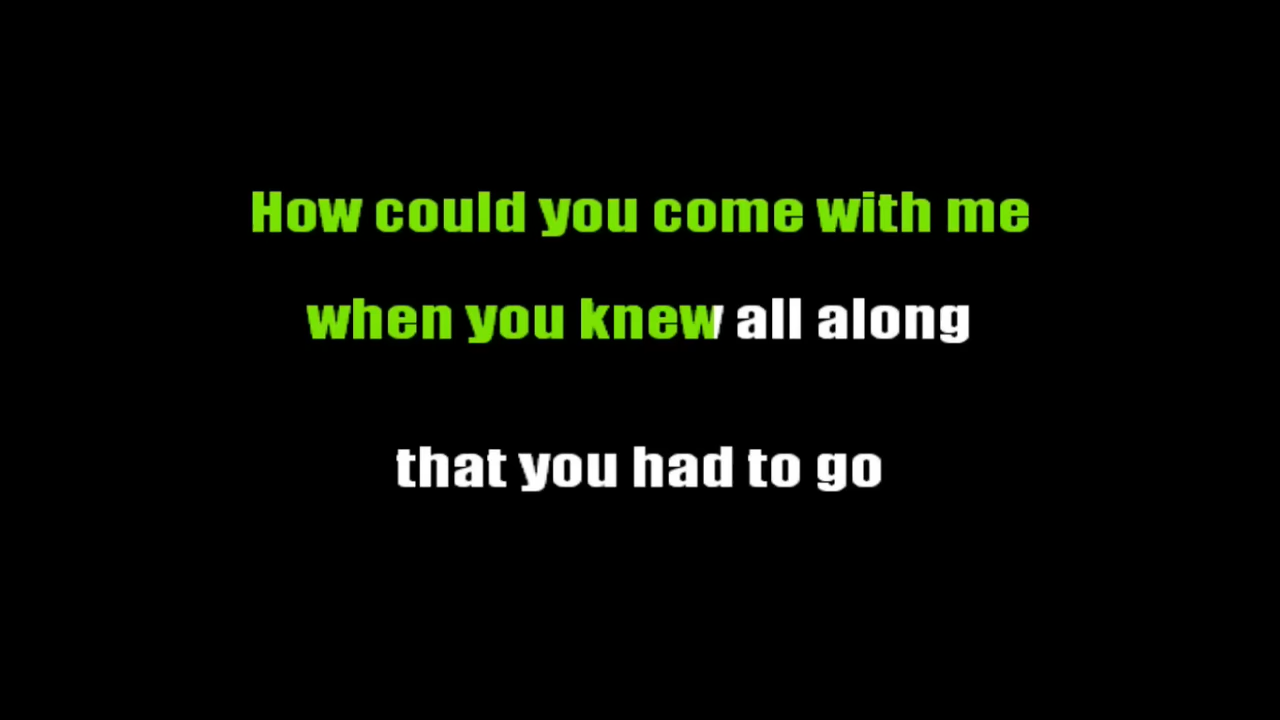 How could you come with me
when you knew all along
that you had to go